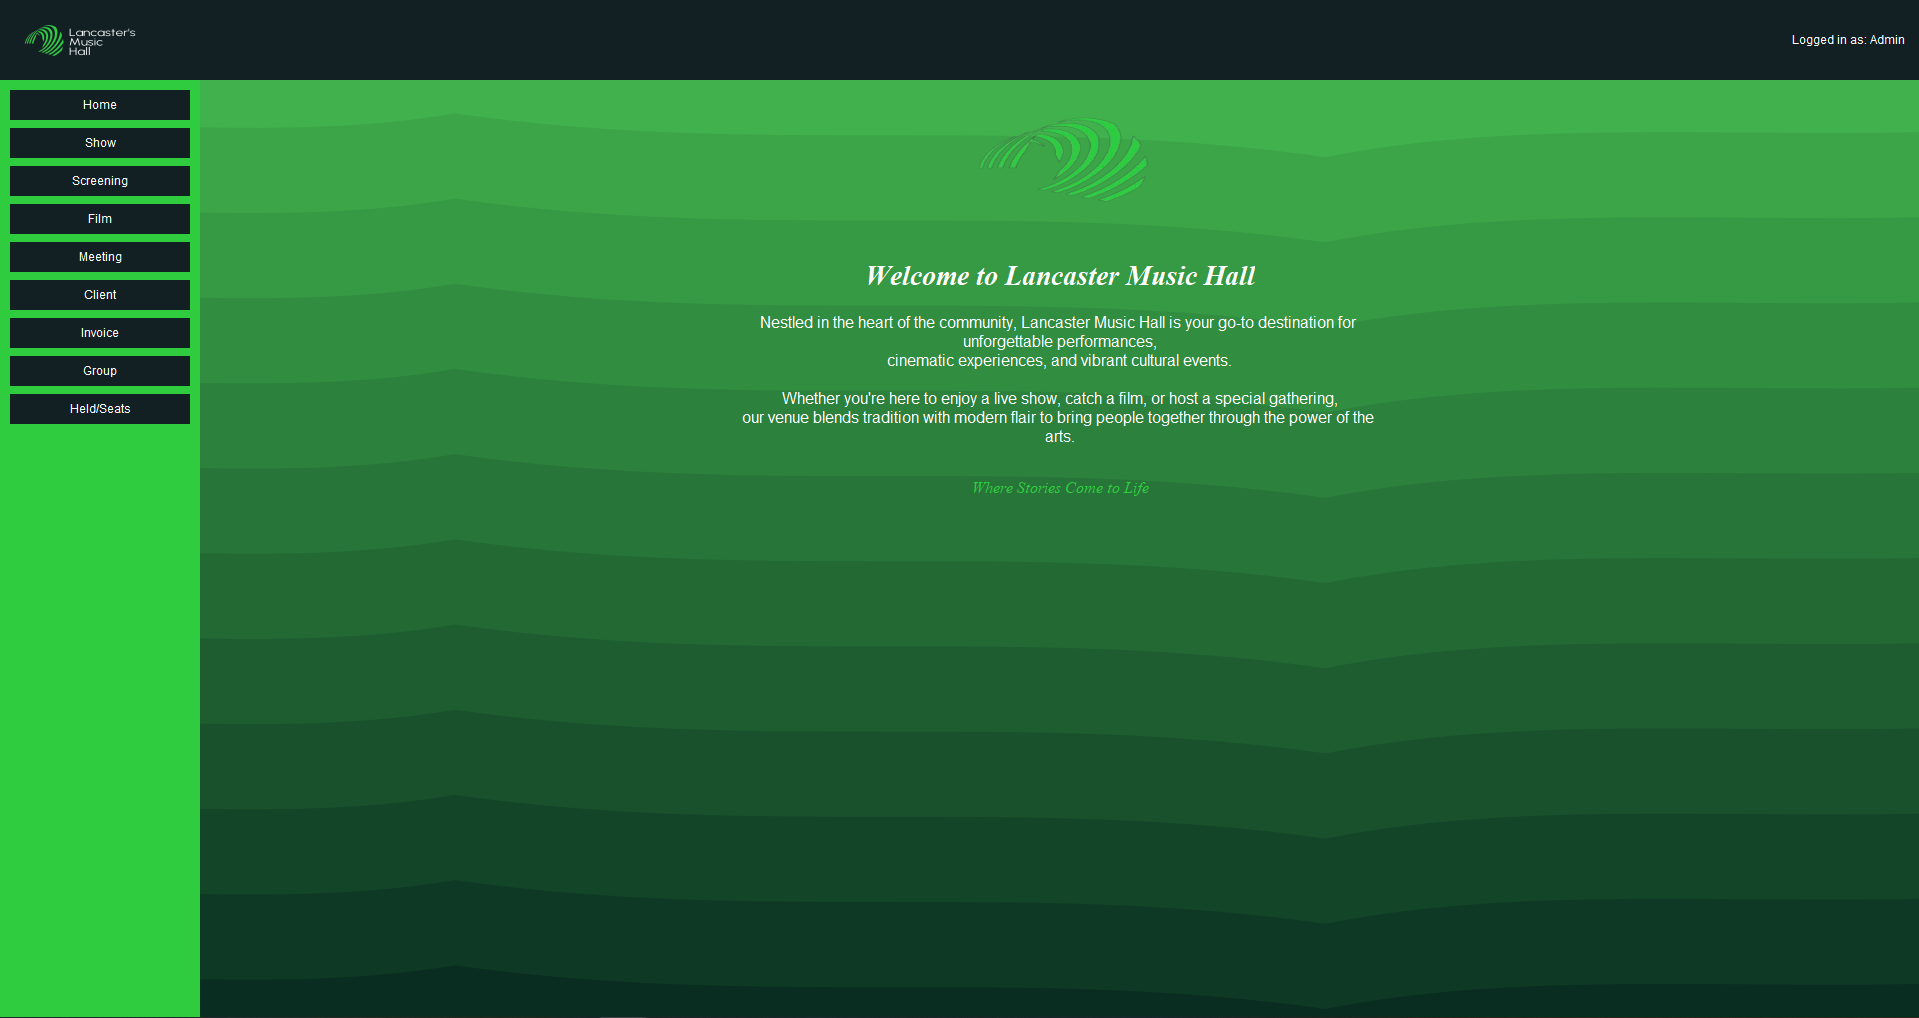 Lancaster's
Music
Hall
Logged in as: Admin
Home
Show
Screening
Film
Meeting
Client
Invoice
Group
Held/Seats
Welcome to Lancaster Music Hall
Nestled in the heart of the community, Lancaster Music Hall is your go-to destination for
unforgettable performances,
cinematic experiences, and vibrant cultural events.
Whether you're here to enjoy a live show, catch a film, or host a special gathering,
our venue blends tradition with modern flair to bring people together through the power of the
arts.
Where Stories Come to Life